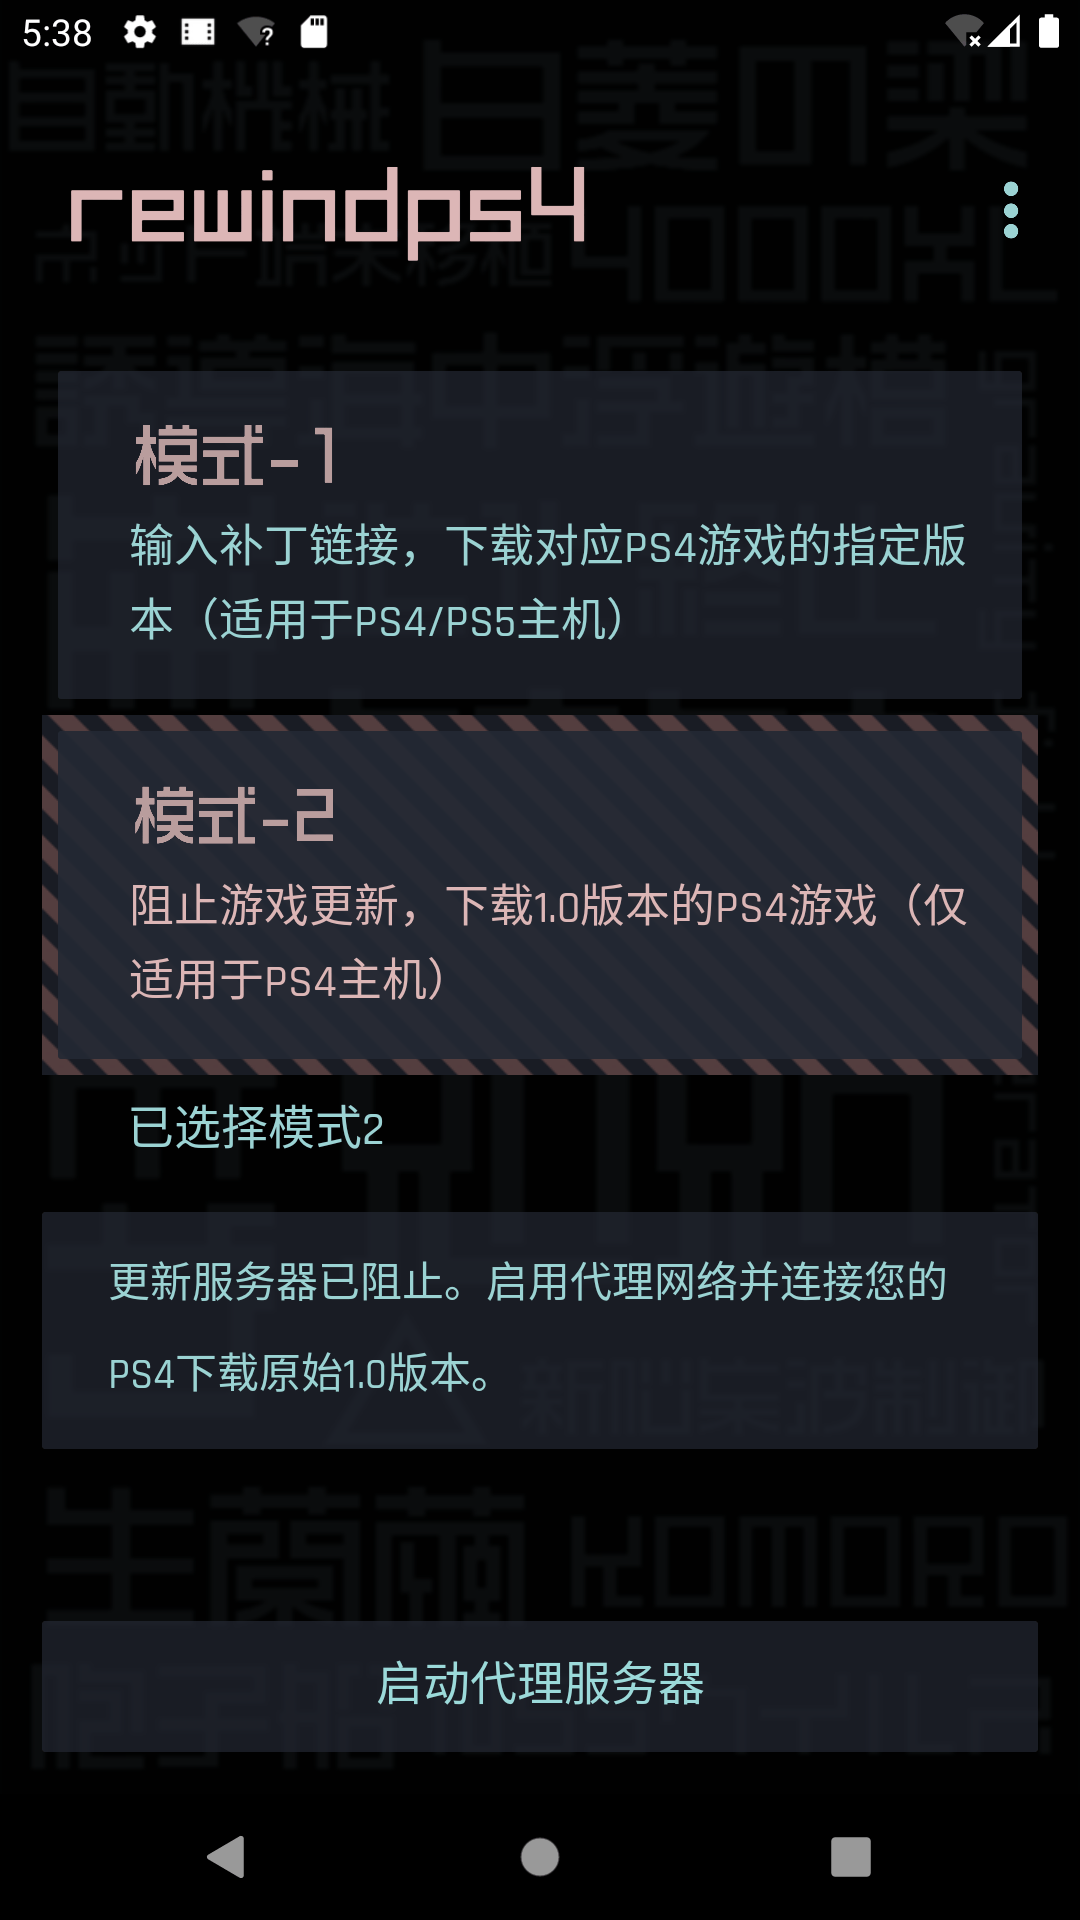 5:38
rewindps4
模式-1
输入补丁链接，下载对应PS4游戏的指定版
本（适用于PS4/PS5主机）
模式-2
阻止游戏更新，下载1.0版本的PS4游戏（仅
适用于PS4主机）
已选择模式2
更新服务器已阻止。启用代理网络并连接您的
PS4下载原始1.0版本。
启动代理服务器